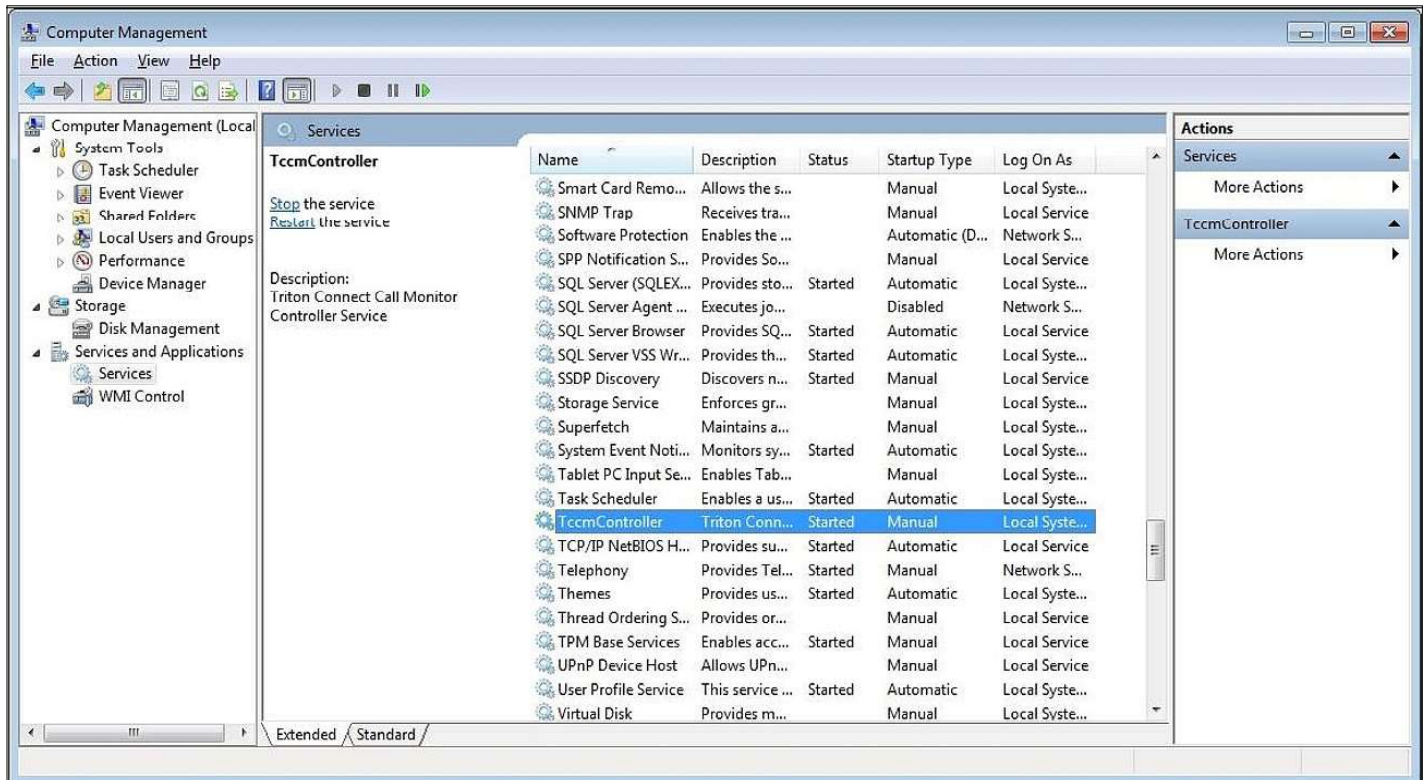 Computer Management
File Action View Help
Computer Management (Local
System Tools
Task Scheduler
Event Viewer
Shared Folders
Local Users and Groups
Performance
Device Manager
Storage
Disk Management
Services and Applications
Services
WMI Control
Services
TccmController
Stop the service
Restart the service
Description:
Triton Connect Call Monitor
Controller Service
Name Description Status Startup Type Log On As
Smart Card Remo... Allows the s... Manual Local Syste...
SNMP Trap Receives tra... Manual Local Service
Software Protection Enables the ... Automatic (D... Network S...
SPP Notification S... Provides So... Manual Local Service
SQL Server (SQLEX... Provides sto... Started Automatic Local Syste...
SQL Server Agent ... Executes jo... Disabled Network S...
SQL Server Browser Provides SQ... Started Automatic Local Service
SQL Server VSS Wr... Provides th... Started Automatic Local Syste...
SSDP Discovery Discovers n... Started Manual Local Service
Storage Service Enforces gr... Manual Local Syste...
Superfetch Maintains a... Manual Local Syste...
System Event Noti... Monitors sy... Started Automatic Local Syste...
Tablet PC Input Se... Enables Tab... Manual Local Syste...
Task Scheduler Enables a us... Started Automatic Local Syste...
TccmController Triton Conn... Started Manual Local Syste...
TCP/IP NetBIOS H... Provides su... Started Automatic Local Service
Telephony Provides Tel... Started Manual Network S...
Themes Provides us... Started Automatic Local Syste...
Thread Ordering S... Provides or... Manual Local Service
TPM Base Services Enables acc... Started Manual Local Service
UPnP Device Host Allows UPn... Manual Local Service
User Profile Service This service ... Started Automatic Local Syste...
Virtual Disk Provides m... Manual Local Syste...
Extended Standard
Actions
Services
More Actions
TccmController
More Actions